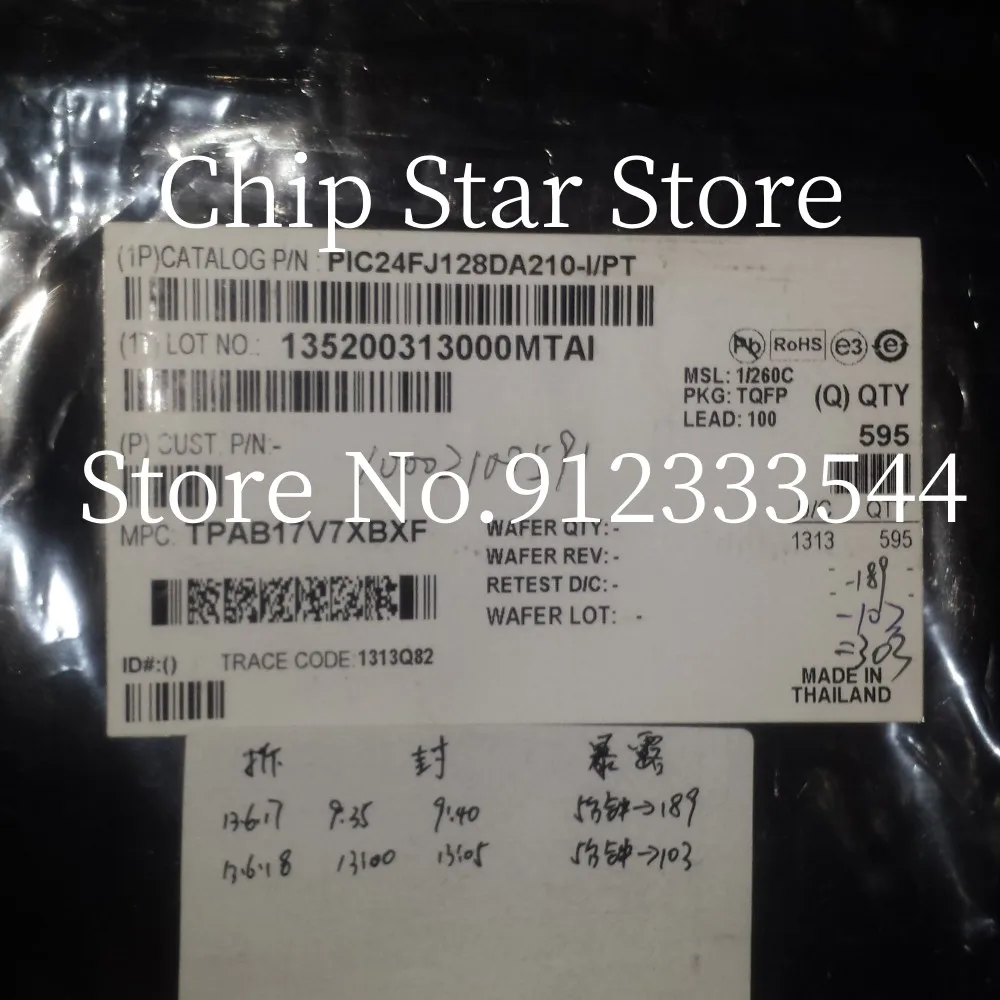 Chip Star Store
(1P)CATALOG P/N : PIC24FJ128DA210-I/PT
(1T) LOT NO.: 135200313000MTAI
Pb RoHS e3 e
MSL: 1/260C
PKG: TQFP
LEAD: 100
(Q) QTY
595
(P) CUST. P/N:-
Store No.912333544
MPC: TPAB17V7XBXF
WAFER QTY: -
WAFER REV: -
RETEST D/C: -
WAFER LOT: -
D/C QTY
1313 595
-189
-103
=303
ID#:() TRACE CODE:1313Q82
MADE IN
THAILAND
拆 封 暴露
13.6.17 9:35 9:40 5分钟→189
13.6.18 13:00 13:05 5分钟→103